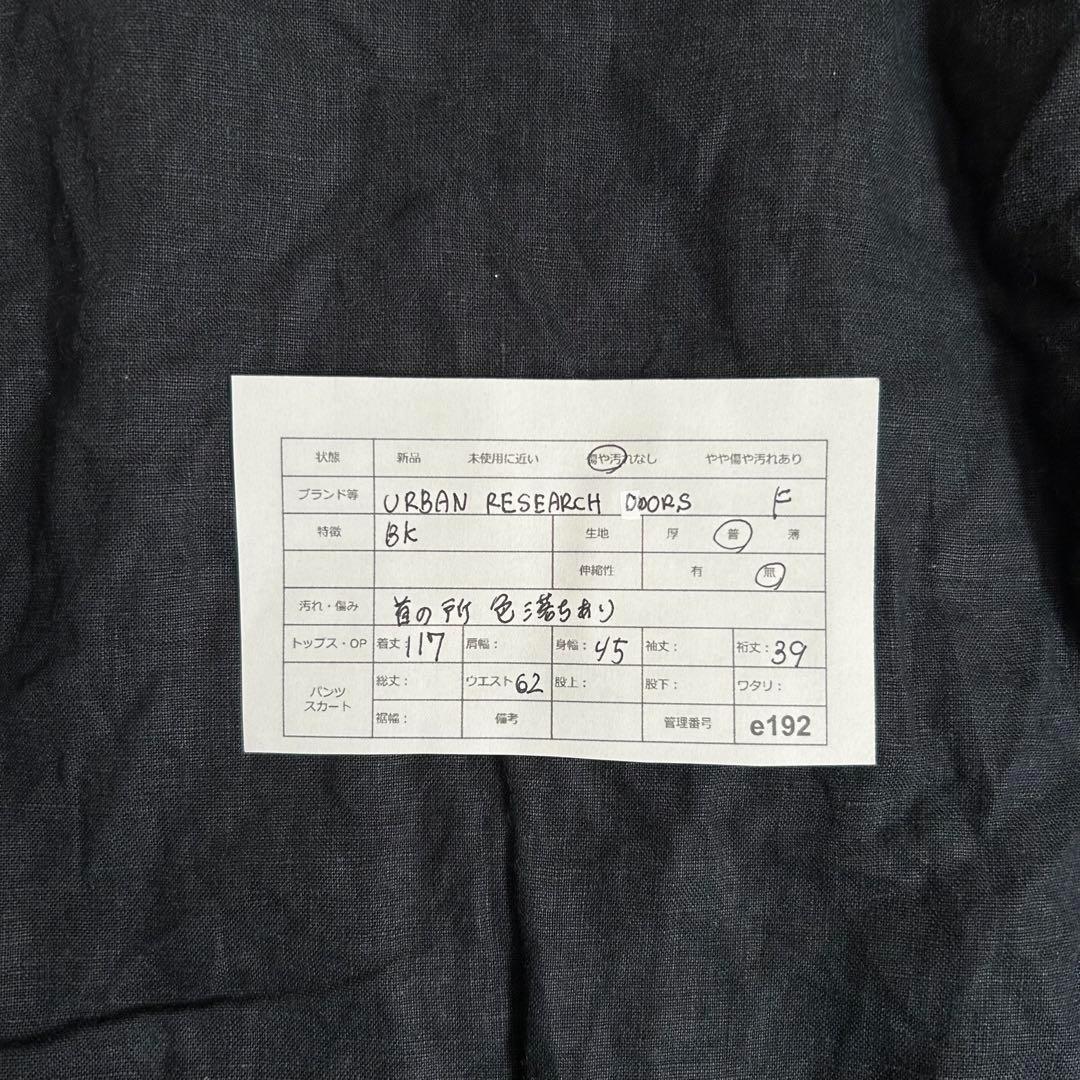 状態 新品 未使用に近い 傷や汚れなし やや傷や汚れあり
ブランド等 URBAN RESEARCH DOORS F
特徴 BK 生地 厚 普 薄
伸縮性 有 無
汚れ・傷み 首の所 色落ちあり
トップス・OP 着丈117 肩幅: 身幅:45 袖丈: 裄丈:39
パンツ スカート 総丈: ウエスト62 股上: 股下: ワタリ:
裾幅: 備考 管理番号 e192